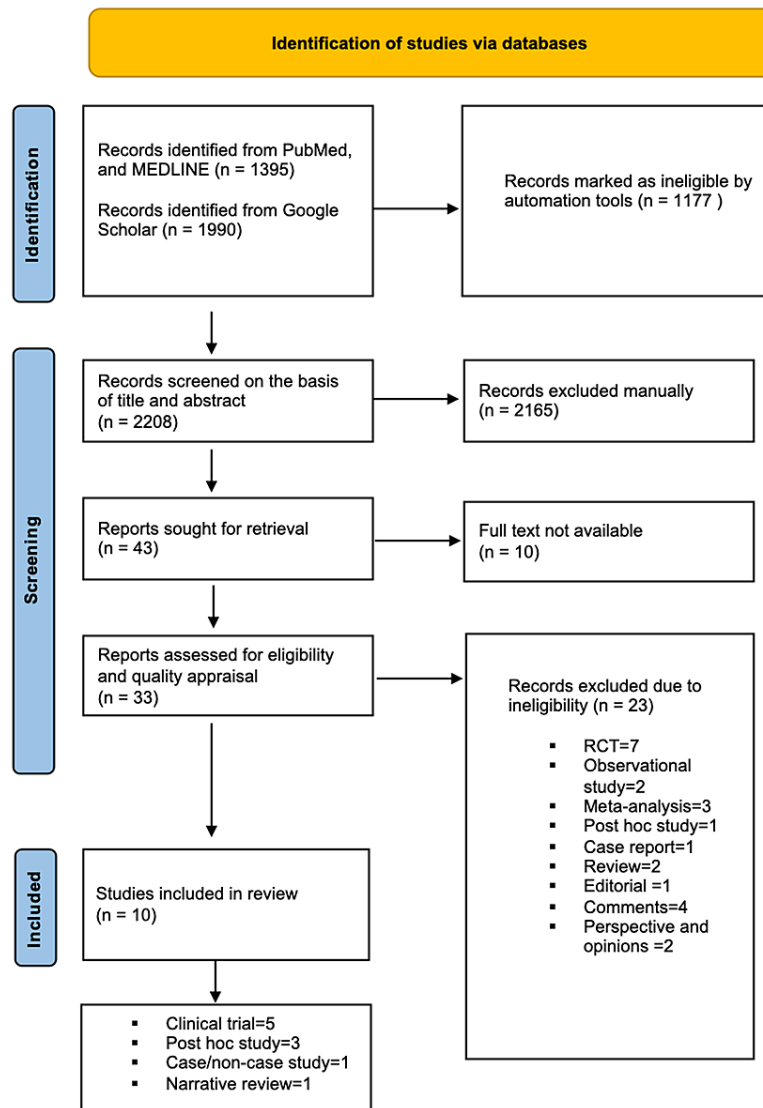 Identification of studies via databases
Identification
Records identified from PubMed,
and MEDLINE (n = 1395)
Records identified from Google
Scholar (n = 1990)
Records marked as ineligible by
automation tools (n = 1177 )
Screening
Records screened on the basis
of title and abstract
(n = 2208)
Records excluded manually
(n = 2165)
Reports sought for retrieval
(n = 43)
Full text not available
(n = 10)
Reports assessed for eligibility
and quality appraisal
(n = 33)
Records excluded due to
ineligibility (n = 23)
▪ RCT=7
▪ Observational
study=2
▪ Meta-analysis=3
▪ Post hoc study=1
▪ Case report=1
▪ Review=2
▪ Editorial =1
▪ Comments=4
▪ Perspective and
opinions =2
Included
Studies included in review
(n = 10)
▪ Clinical trial=5
▪ Post hoc study=3
▪ Case/non-case study=1
▪ Narrative review=1